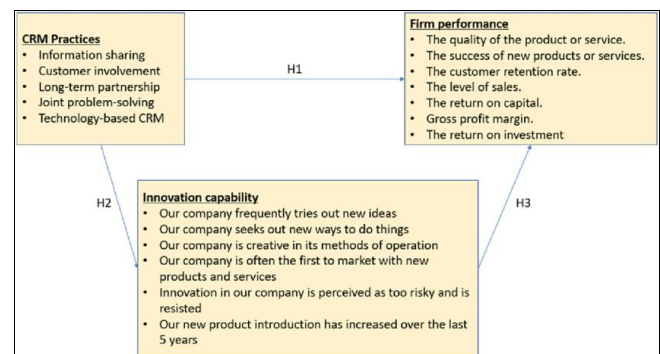 CRM Practices
• Information sharing
• Customer involvement
• Long-term partnership
• Joint problem-solving
• Technology-based CRM
H1
Firm performance
• The quality of the product or service.
• The success of new products or services.
• The customer retention rate.
• The level of sales.
• The return on capital.
• Gross profit margin.
• The return on investment
H2
Innovation capability
• Our company frequently tries out new ideas
• Our company seeks out new ways to do things
• Our company is creative in its methods of operation
• Our company is often the first to market with new
products and services
• Innovation in our company is perceived as too risky and is
resisted
• Our new product introduction has increased over the last
5 years
H3